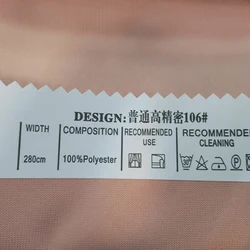 DESIGN:普通高精密106#
WIDTH COMPOSITION RECOMMENDED USE RECOMMENDED CLEANING
280cm 100%Polyester